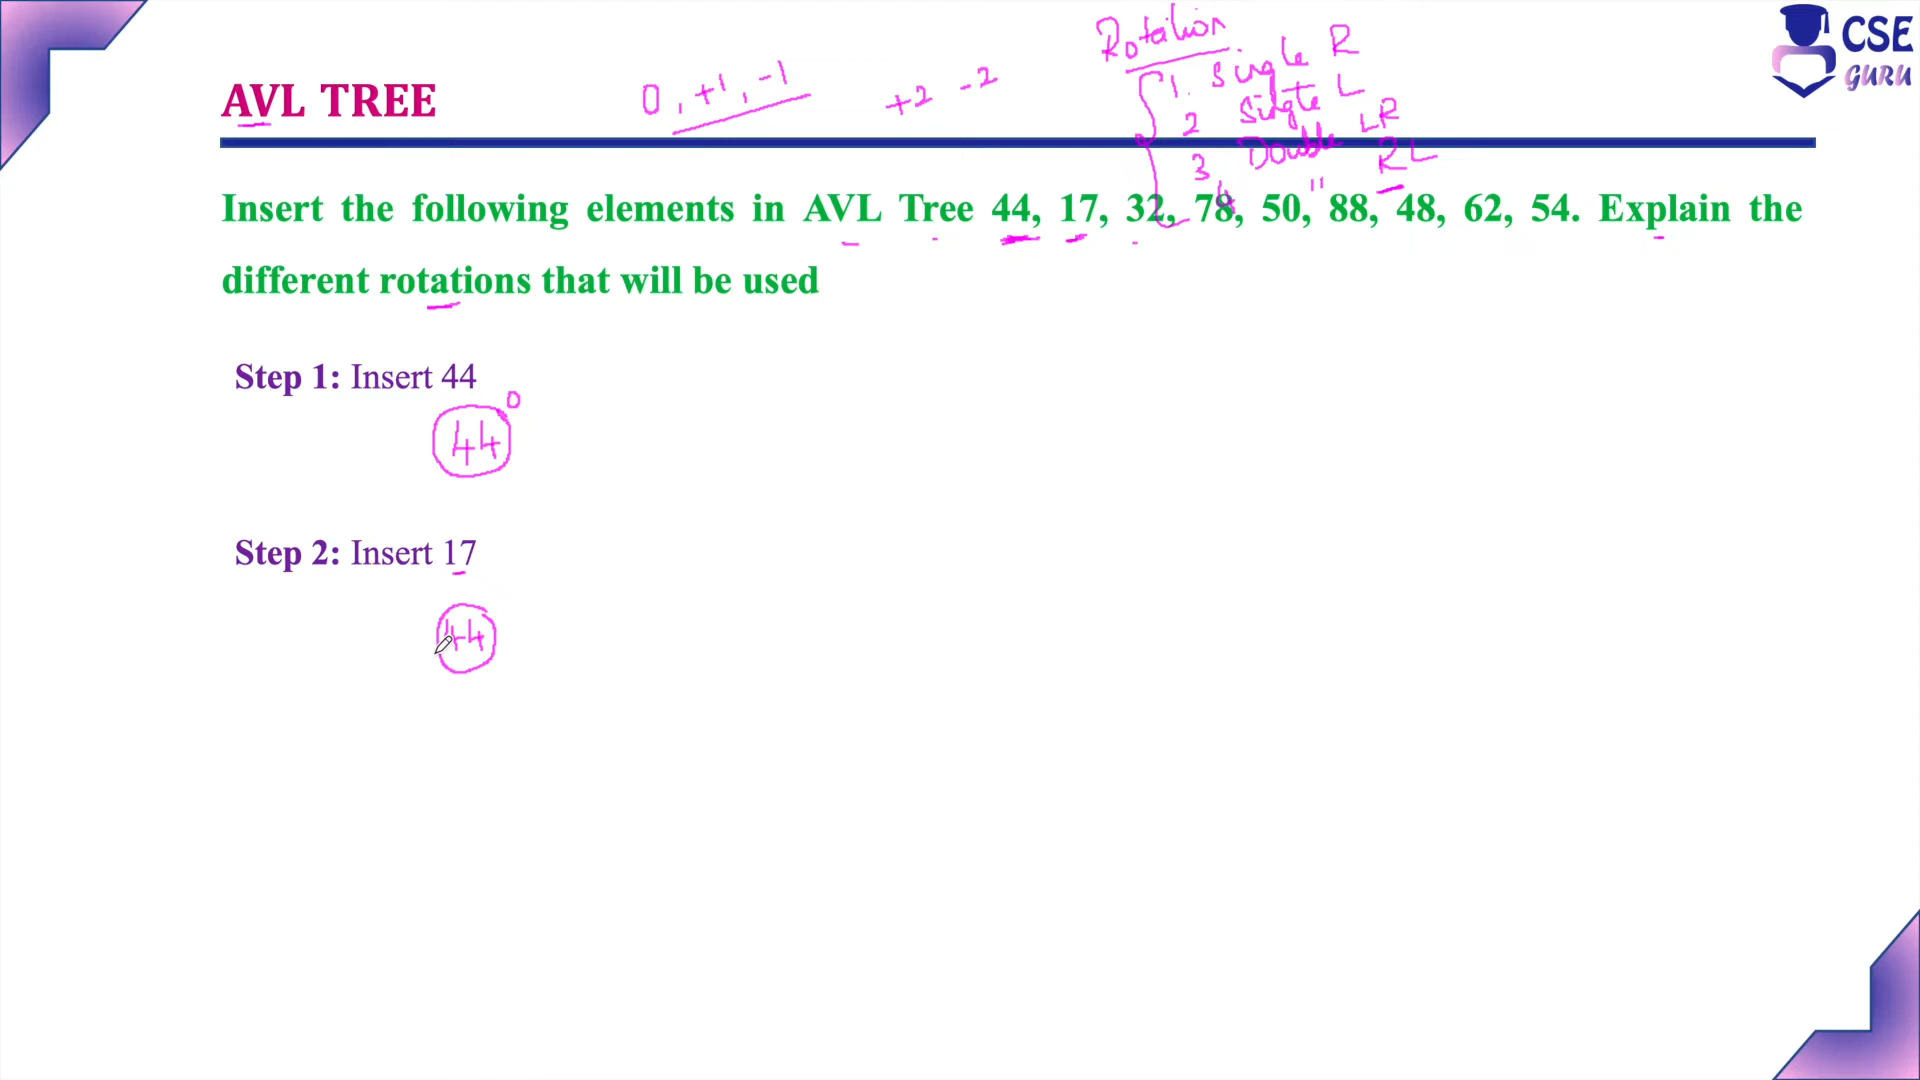 Rotation
1. Single R
2 Single L
3 Double LR
4 " RL
CSE
GURU
AVL TREE
0, +1, -1
+2 -2
Insert the following elements in AVL Tree 44, 17, 32, 78, 50, 88, 48, 62, 54. Explain the
different rotations that will be used
Step 1: Insert 44
0
44
Step 2: Insert 17
44